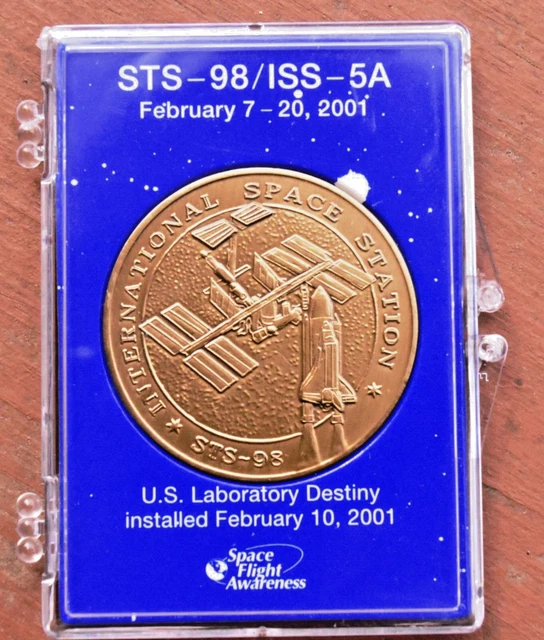 STS-98/ISS-5A
February 7-20, 2001
INTERNATIONAL SPACE STATION
STS-98
U.S. Laboratory Destiny
installed February 10, 2001
Space
Flight
Awareness